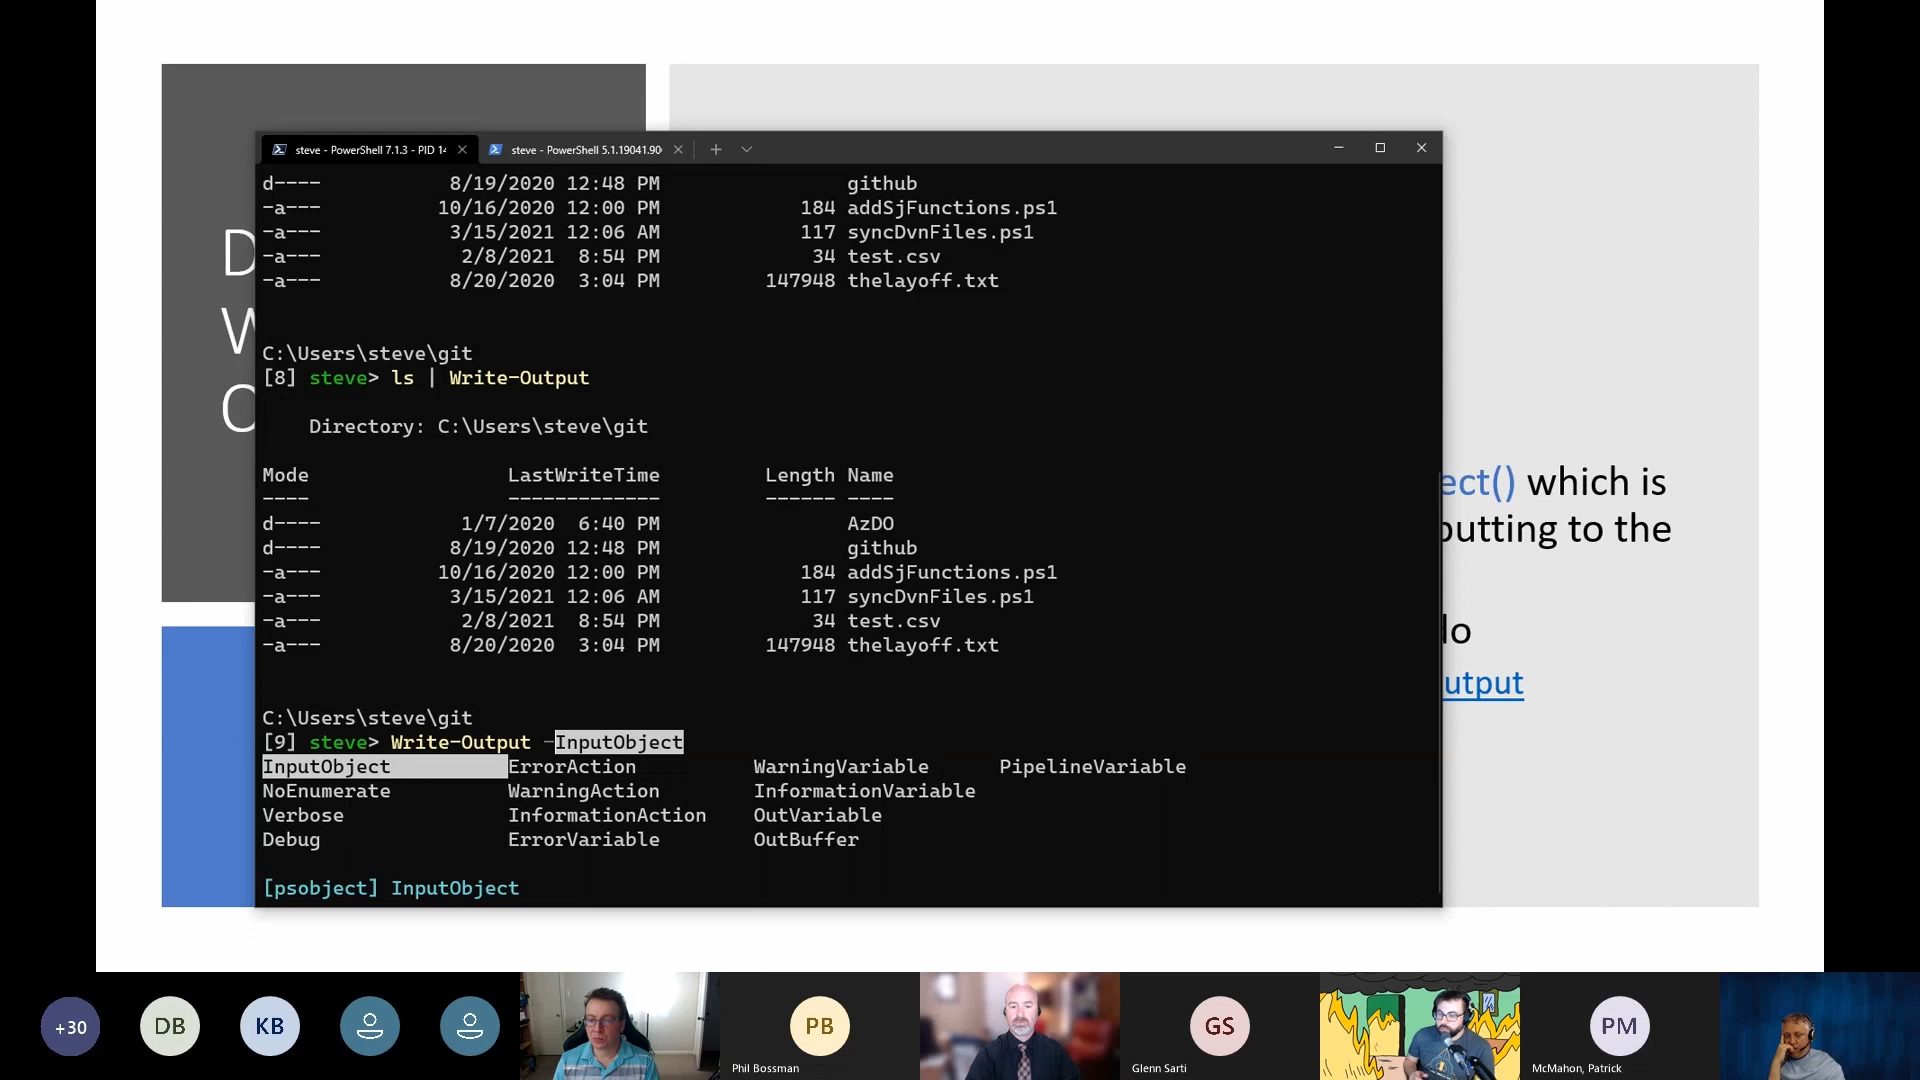 D
W
O
steve - PowerShell 7.1.3 - PID 14
steve - PowerShell 5.1.19041.90
d---- 8/19/2020 12:48 PM github
-a--- 10/16/2020 12:00 PM 184 addSjFunctions.ps1
-a--- 3/15/2021 12:06 AM 117 syncDvnFiles.ps1
-a--- 2/8/2021 8:54 PM 34 test.csv
-a--- 8/20/2020 3:04 PM 147948 thelayoff.txt
C:\Users\steve\git
[8] steve> ls | Write-Output
Directory: C:\Users\steve\git
Mode LastWriteTime Length Name
---- ------------- ------ ----
d---- 1/7/2020 6:40 PM AzDO
d---- 8/19/2020 12:48 PM github
-a--- 10/16/2020 12:00 PM 184 addSjFunctions.ps1
-a--- 3/15/2021 12:06 AM 117 syncDvnFiles.ps1
-a--- 2/8/2021 8:54 PM 34 test.csv
-a--- 8/20/2020 3:04 PM 147948 thelayoff.txt
C:\Users\steve\git
[9] steve> Write-Output -InputObject
InputObject ErrorAction WarningVariable PipelineVariable
NoEnumerate WarningAction InformationVariable
Verbose InformationAction OutVariable
Debug ErrorVariable OutBuffer
[psobject] InputObject
ect() which is
putting to the
do
utput
+30
DB
KB
PB
Phil Bossman
GS
Glenn Sarti
PM
McMahon, Patrick